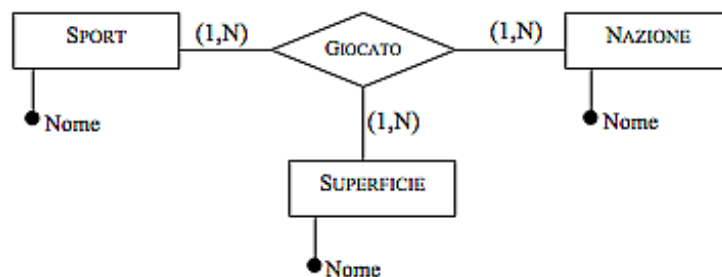 SPORT (1,N) GIOCATO (1,N) NAZIONE
Nome
Nome
(1,N)
SUPERFICIE
Nome